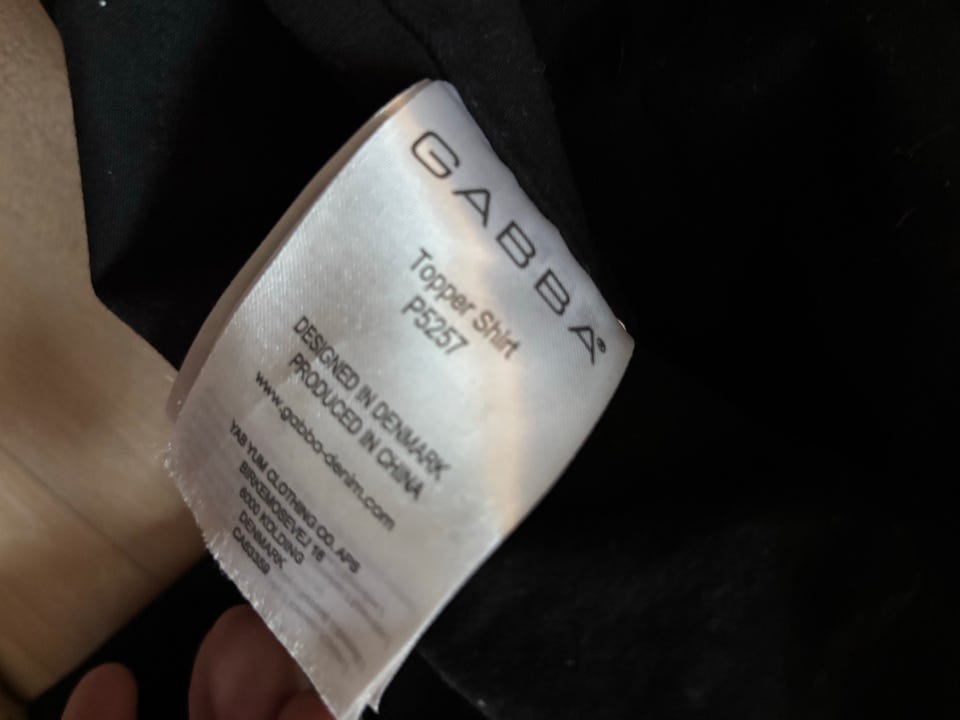 GABBA®
Topper Shirt
P5257
DESIGNED IN DENMARK
PRODUCED IN CHINA
www.gabba-denim.com
YAB YUM CLOTHING CO. APS
BIRKEMOSEVEJ 16
6000 KOLDING
DENMARK
CA53359